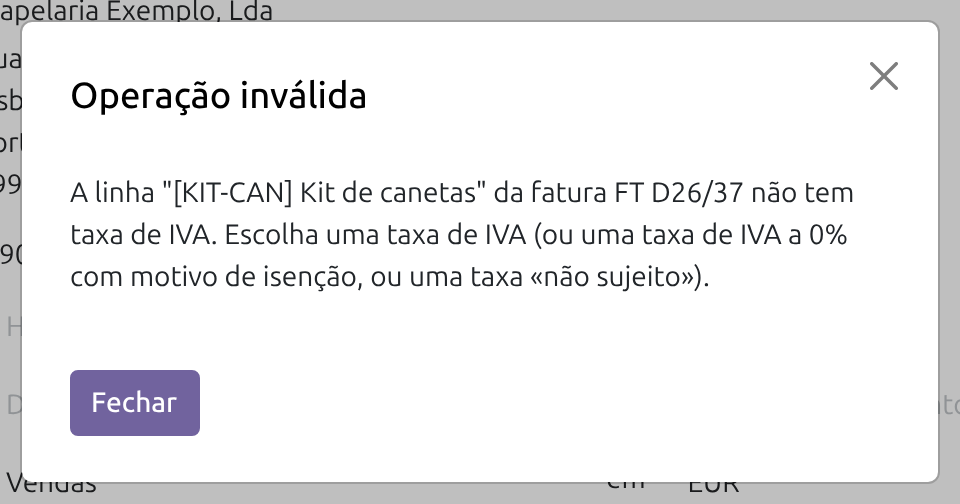 apelaria Exemplo, Lda
Operação inválida
A linha "[KIT-CAN] Kit de canetas" da fatura FT D26/37 não tem
taxa de IVA. Escolha uma taxa de IVA (ou uma taxa de IVA a 0%
com motivo de isenção, ou uma taxa «não sujeito»).
Fechar
Vendas
em EUR